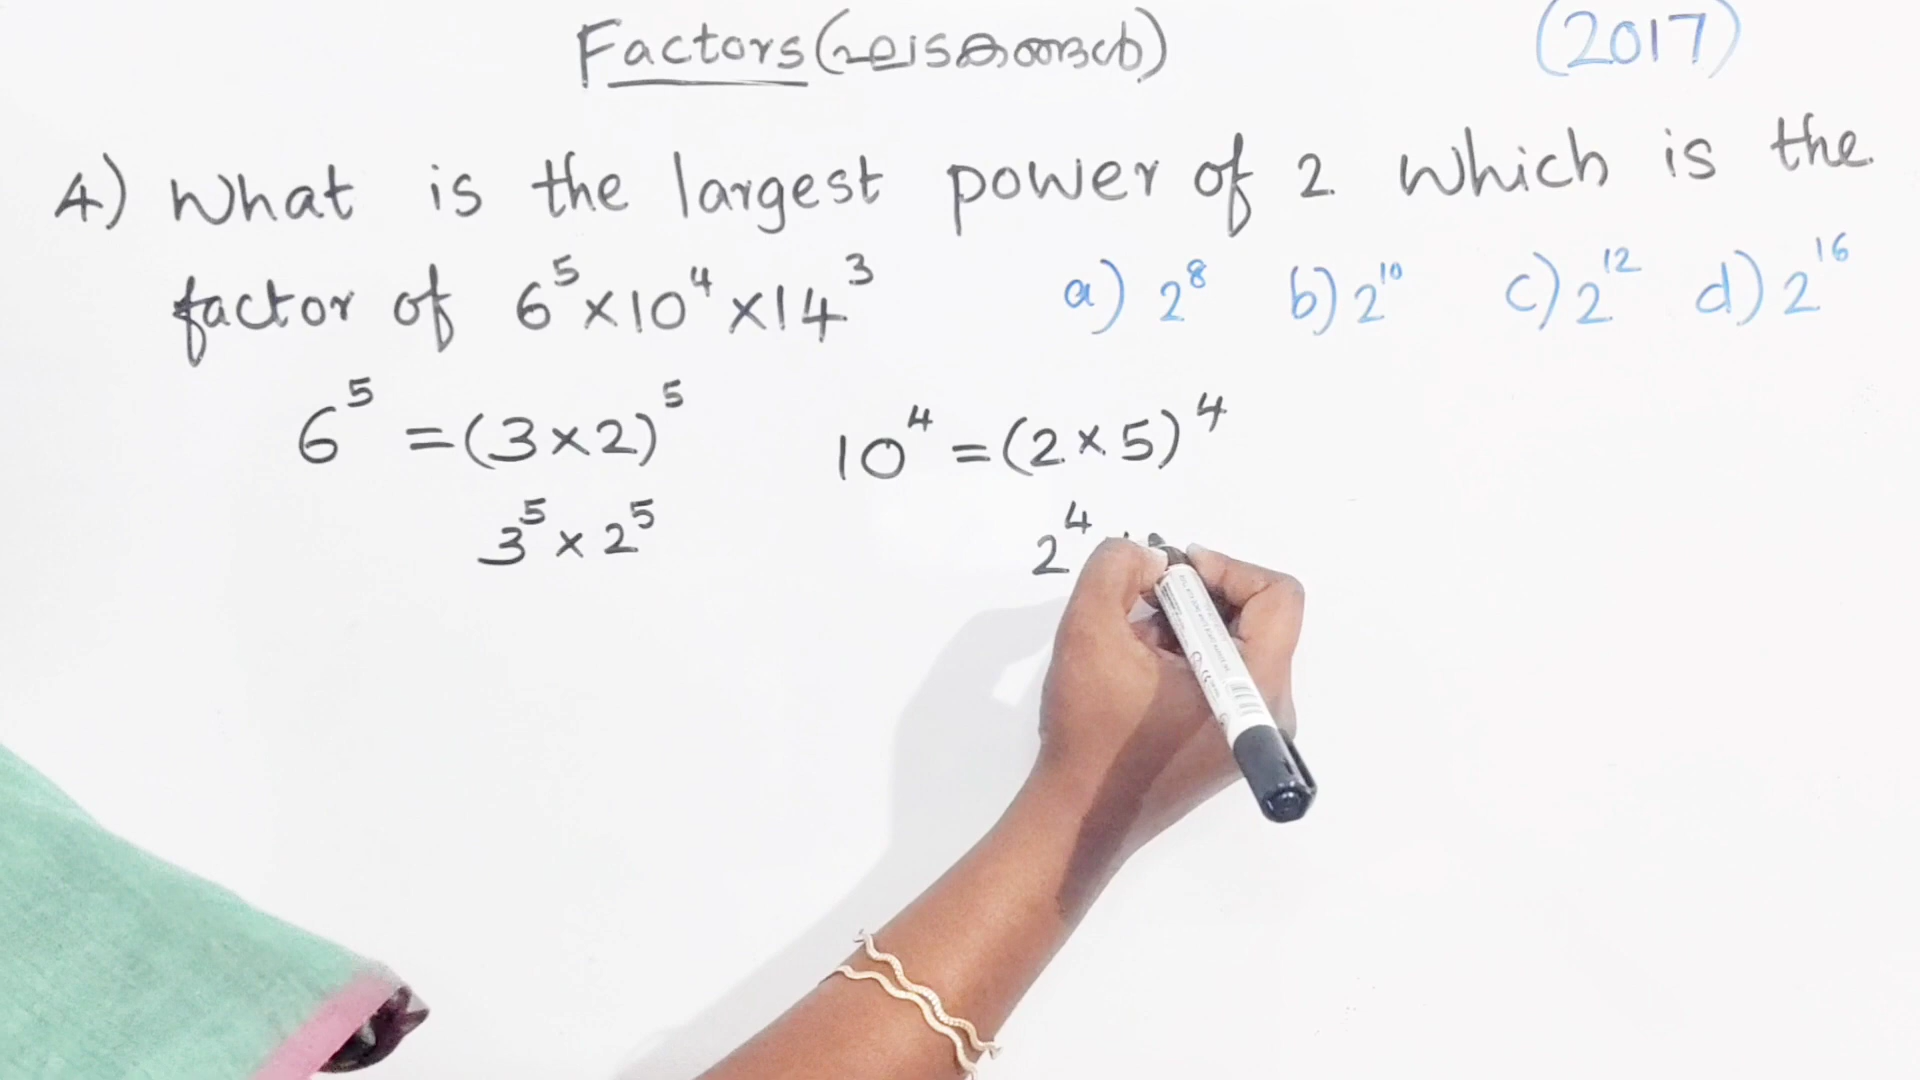 Factors (ഘടകങ്ങൾ) (2017)
4) What is the largest power of 2 which is the
factor of 6⁵×10⁴×14³ a) 2⁸ b) 2¹⁰ c) 2¹² d) 2¹⁶
6⁵ = (3×2)⁵ 10⁴ = (2×5)⁴
3⁵×2⁵ 2⁴